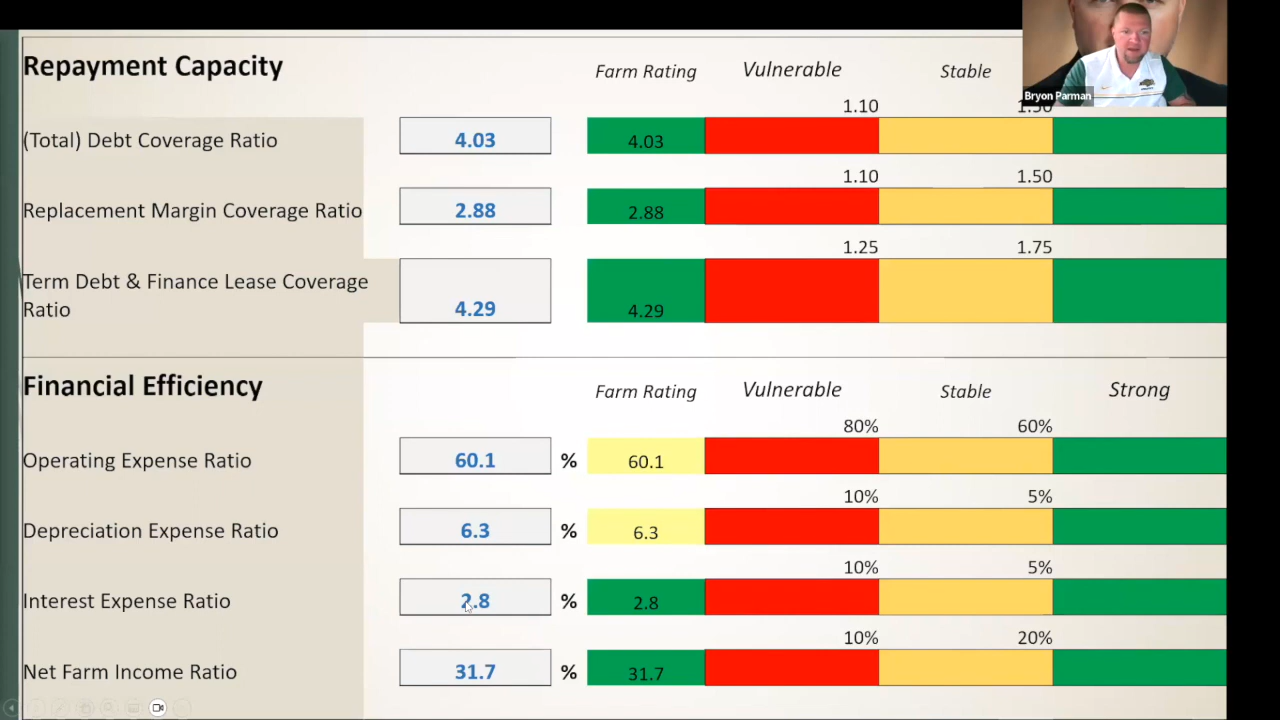 Repayment Capacity
Farm Rating Vulnerable Stable
Bryon Parman
1.10
(Total) Debt Coverage Ratio 4.03 4.03
1.10 1.50
Replacement Margin Coverage Ratio 2.88 2.88
1.25 1.75
Term Debt & Finance Lease Coverage
Ratio 4.29 4.29
Financial Efficiency
Farm Rating Vulnerable Stable Strong
80% 60%
Operating Expense Ratio 60.1 % 60.1
10% 5%
Depreciation Expense Ratio 6.3 % 6.3
10% 5%
Interest Expense Ratio 2.8 % 2.8
10% 20%
Net Farm Income Ratio 31.7 % 31.7